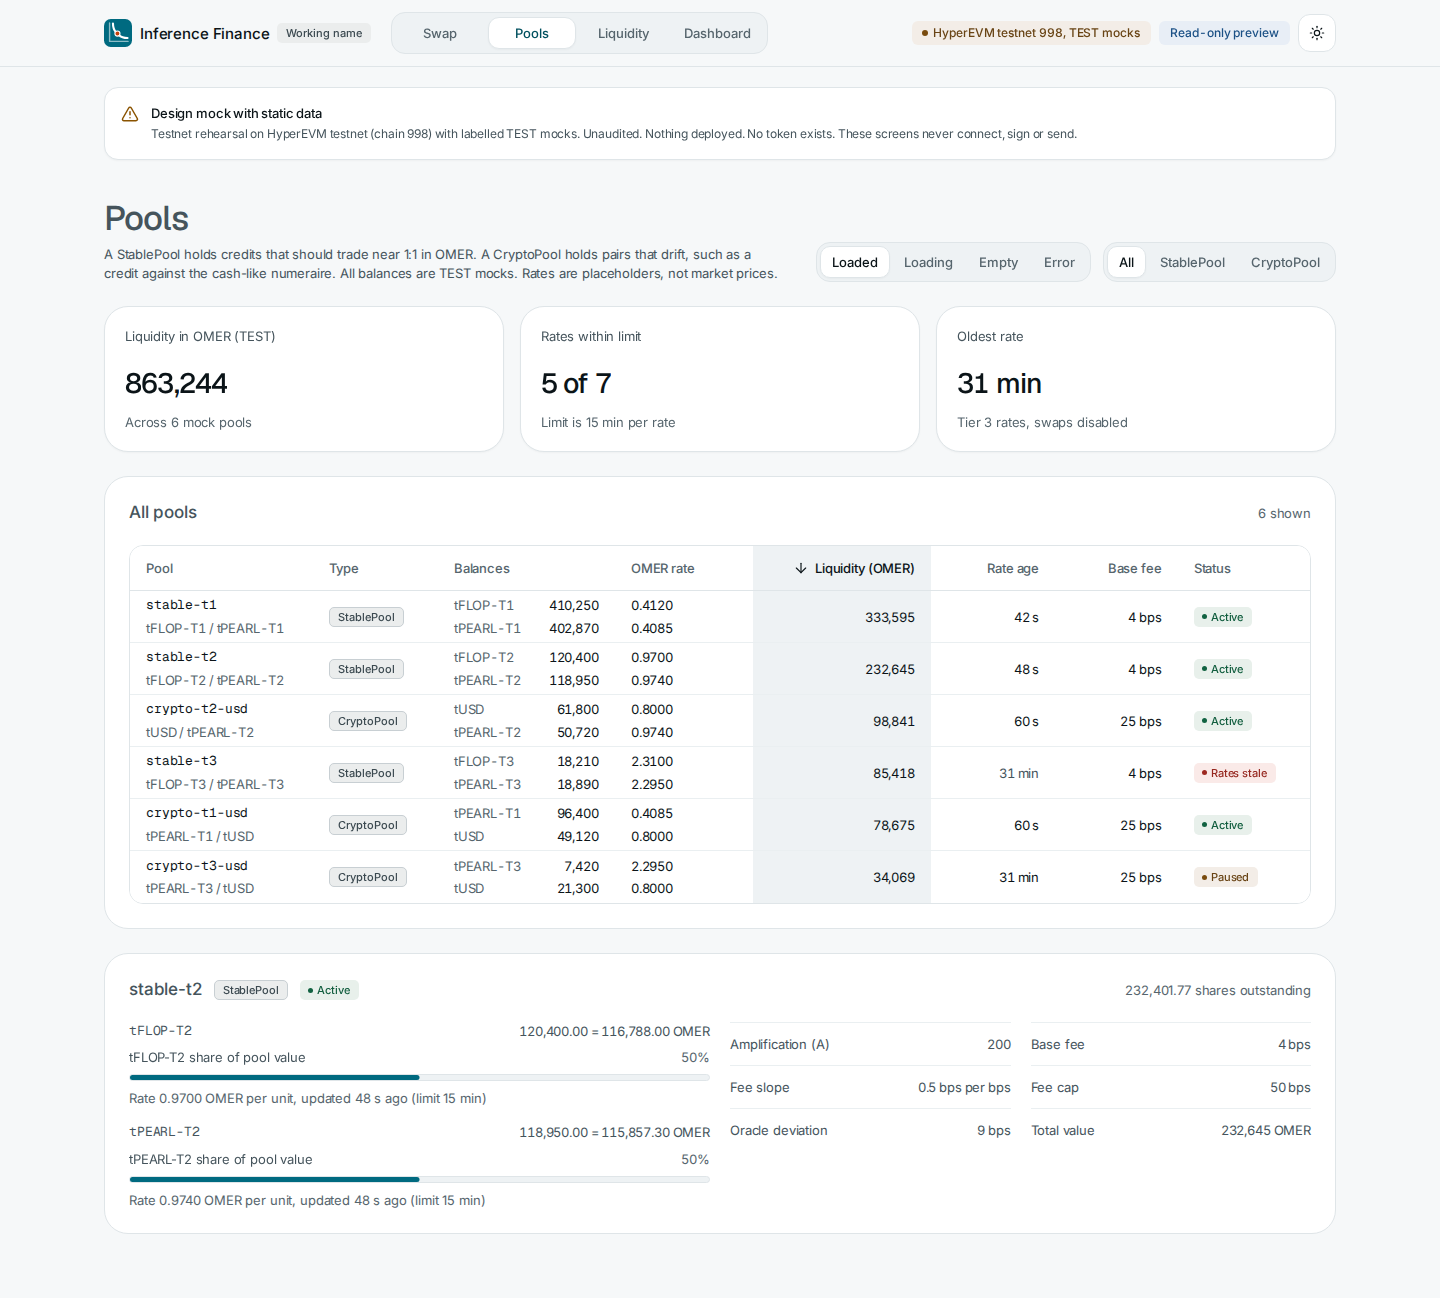 Inference Finance Working name Swap Pools Liquidity Dashboard HyperEVM testnet 998, TEST mocks Read-only preview
Design mock with static data
Testnet rehearsal on HyperEVM testnet (chain 998) with labelled TEST mocks. Unaudited. Nothing deployed. No token exists. These screens never connect, sign or send.
Pools
A StablePool holds credits that should trade near 1:1 in OMER. A CryptoPool holds pairs that drift, such as a
credit against the cash-like numeraire. All balances are TEST mocks. Rates are placeholders, not market prices.
Loaded Loading Empty Error All StablePool CryptoPool
Liquidity in OMER (TEST)
863,244
Across 6 mock pools
Rates within limit
5 of 7
Limit is 15 min per rate
Oldest rate
31 min
Tier 3 rates, swaps disabled
All pools 6 shown
Pool Type Balances OMER rate Liquidity (OMER) Rate age Base fee Status
stable-t1 tFLOP-T1 410,250 0.4120
StablePool 333,595 42 s 4 bps Active
tFLOP-T1 / tPEARL-T1 tPEARL-T1 402,870 0.4085
stable-t2 tFLOP-T2 120,400 0.9700
StablePool 232,645 48 s 4 bps Active
tFLOP-T2 / tPEARL-T2 tPEARL-T2 118,950 0.9740
crypto-t2-usd tUSD 61,800 0.8000
CryptoPool 98,841 60 s 25 bps Active
tUSD / tPEARL-T2 tPEARL-T2 50,720 0.9740
stable-t3 tFLOP-T3 18,210 2.3100
StablePool 85,418 31 min 4 bps Rates stale
tFLOP-T3 / tPEARL-T3 tPEARL-T3 18,890 2.2950
crypto-t1-usd tPEARL-T1 96,400 0.4085
CryptoPool 78,675 60 s 25 bps Active
tPEARL-T1 / tUSD tUSD 49,120 0.8000
crypto-t3-usd tPEARL-T3 7,420 2.2950
CryptoPool 34,069 31 min 25 bps Paused
tPEARL-T3 / tUSD tUSD 21,300 0.8000
stable-t2 StablePool Active 232,401.77 shares outstanding
tFLOP-T2 120,400.00 = 116,788.00 OMER
tFLOP-T2 share of pool value 50%
Rate 0.9700 OMER per unit, updated 48 s ago (limit 15 min)
tPEARL-T2 118,950.00 = 115,857.30 OMER
tPEARL-T2 share of pool value 50%
Rate 0.9740 OMER per unit, updated 48 s ago (limit 15 min)
Amplification (A) 200 Base fee 4 bps
Fee slope 0.5 bps per bps Fee cap 50 bps
Oracle deviation 9 bps Total value 232,645 OMER